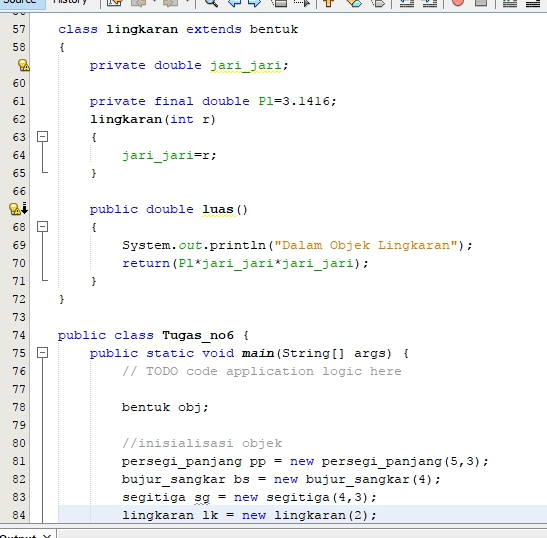 Source History
57 class lingkaran extends bentuk
58 {
private double jari_jari;
60
61 private final double Pl=3.1416;
62 lingkaran(int r)
63 {
64 jari_jari=r;
65 }
66
public double luas()
68 {
69 System.out.println("Dalam Objek Lingkaran");
70 return(Pl*jari_jari*jari_jari);
71 }
72 }
73
74 public class Tugas_no6 {
75 public static void main(String[] args) {
76 // TODO code application logic here
77
78 bentuk obj;
79
80 //inisialisasi objek
81 persegi_panjang pp = new persegi_panjang(5,3);
82 bujur_sangkar bs = new bujur_sangkar(4);
83 segitiga sg = new segitiga(4,3);
84 lingkaran lk = new lingkaran(2);
Output